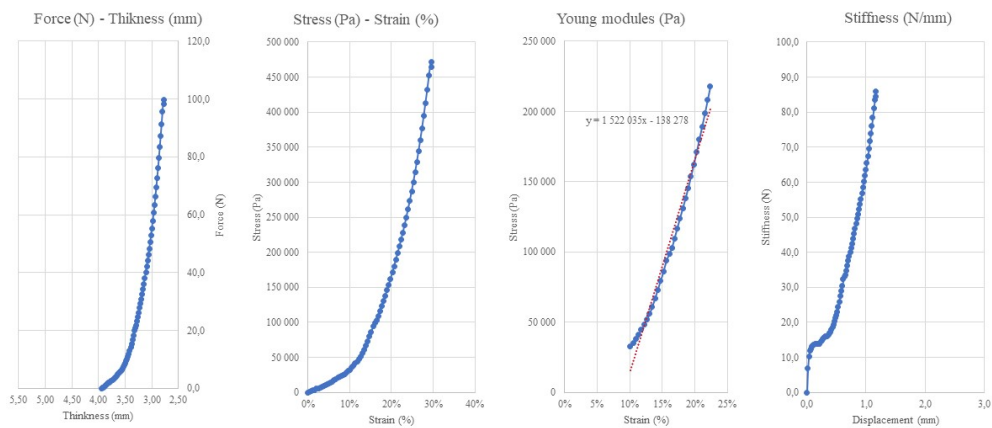 Force (N) - Thikness (mm)
120,0
100,0
80,0
60,0
40,0
20,0
0,0
Force (N)
5,50 5,00 4,50 4,00 3,50 3,00 2,50
Thinkness (mm)
Stress (Pa) - Strain (%)
500 000
450 000
400 000
350 000
300 000
250 000
200 000
150 000
100 000
50 000
0
Stress (Pa)
0% 10% 20% 30% 40%
Strain (%)
Young modules (Pa)
250 000
200 000
150 000
100 000
50 000
0
Stress (Pa)
y = 1 522 035x - 138 278
0% 5% 10% 15% 20% 25%
Strain (%)
Stiffness (N/mm)
100,0
90,0
80,0
70,0
60,0
50,0
40,0
30,0
20,0
10,0
0,0
Stiffness (N)
0,0 1,0 2,0 3,0
Displacement (mm)